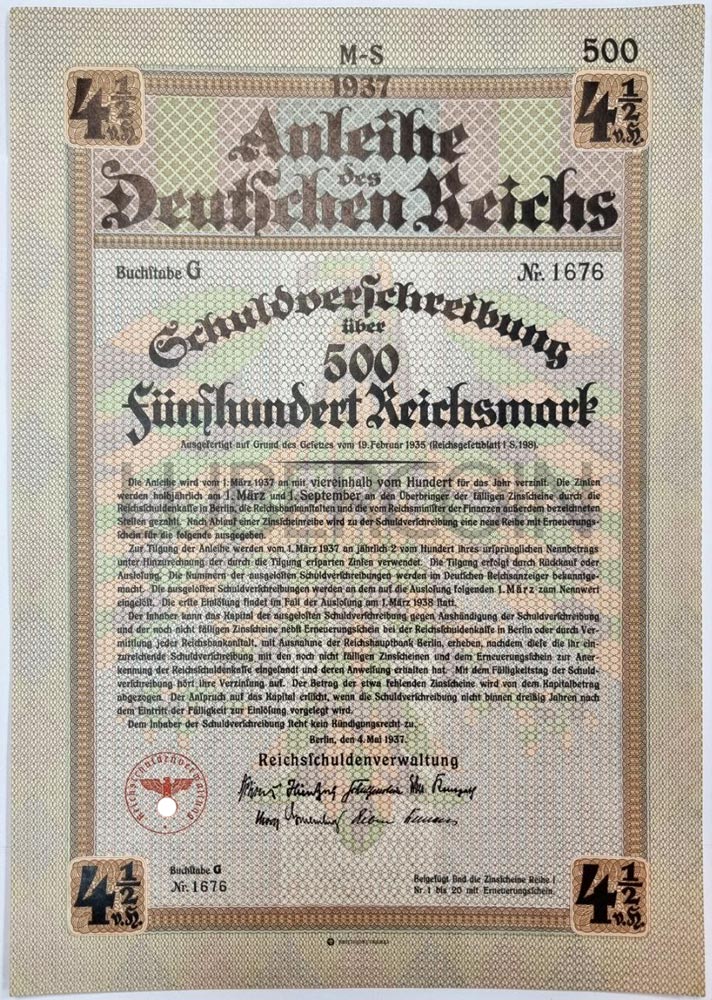 M-S
500
1937
4 1/2 v.H.
4 1/2 v.H.
Anleihe
des
Deutschen Reichs
Buchstabe G
Nr. 1676
Schuldverschreibung
über
500
Fünfhundert Reichsmark
Ausgefertigt auf Grund des Gesetzes vom 19. Februar 1935 (Reichsgesetzblatt I S. 198).
Die Anleihe wird vom 1. März 1937 an mit viereinhalb vom Hundert für das Jahr verzinst. Die Zinsen
werden halbjährlich am 1. März und 1. September an den Überbringer der fälligen Zinsscheine durch die
Reichsschuldenkasse in Berlin, die Reichsbankanstalten und die vom Reichsminister der Finanzen außerdem bezeichneten
Stellen gezahlt. Nach Ablauf einer Zinsscheinreihe wird zu der Schuldverschreibung eine neue Reihe mit Erneuerungs-
schein für die folgende ausgegeben.
Zur Tilgung der Anleihe werden vom 1. März 1937 an jährlich 2 vom Hundert ihres ursprünglichen Nennbetrags
unter Hinzurechnung der durch die Tilgung ersparten Zinsen verwendet. Die Tilgung erfolgt durch Rückkauf oder
Auslosung. Die Nummern der ausgelosten Schuldverschreibungen werden im Deutschen Reichsanzeiger bekanntge-
macht. Die ausgelosten Schuldverschreibungen werden an dem auf die Auslosung folgenden 1. März zum Nennwert
eingelöst. Die erste Einlösung findet im Fall der Auslosung am 1. März 1938 statt.
Der Inhaber kann das Kapital der ausgelosten Schuldverschreibung gegen Aushändigung der Schuldverschreibung
und der noch nicht fälligen Zinsscheine nebst Erneuerungsschein bei der Reichsschuldenkasse in Berlin oder durch Ver-
mittlung jeder Reichsbankanstalt, mit Ausnahme der Reichshauptbank Berlin, erheben, nachdem diese die ihr ein-
zureichende Schuldverschreibung mit den noch nicht fälligen Zinsscheinen und dem Erneuerungsschein zur Aner-
kennung der Reichsschuldenkasse eingesandt und deren Anweisung erhalten hat. Mit dem Fälligkeitstag der Schuld-
verschreibung hört ihre Verzinsung auf. Der Betrag der etwa fehlenden Zinsscheine wird von dem Kapitalbetrag
abgezogen. Der Anspruch auf das Kapital erlischt, wenn die Schuldverschreibung nicht binnen dreißig Jahren nach
dem Eintritt der Fälligkeit zur Einlösung vorgelegt wird.
Dem Inhaber der Schuldverschreibung steht kein Kündigungsrecht zu.
Berlin, den 4. Mai 1937.
Reichsschuldenverwaltung
Reichsschuldenverwaltung
4 1/2 v.H.
Buchstabe G
Nr. 1676
Beigefügt sind die Zinsscheine Reihe I
Nr. 1 bis 20 mit Erneuerungsschein.
4 1/2 v.H.